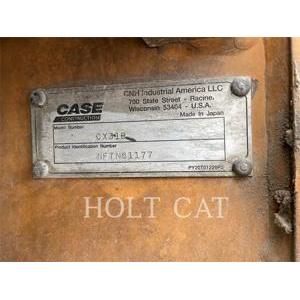 CNH Industrial America LLC
700 State Street - Racine,
Wisconsin 53404 - U.S.A.
Made in Japan
CASE
CONSTRUCTION
Model Number
CX31B
Product Identification Number
NFTN81177
HOLT CAT